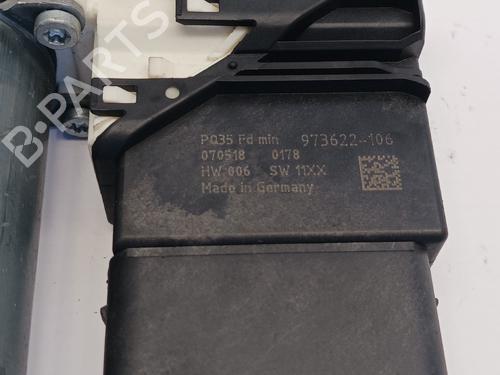 PQ35 Fd min 973622-106
070518 0178
HW 006 SW 11XX
Made in Germany
B-PARTS